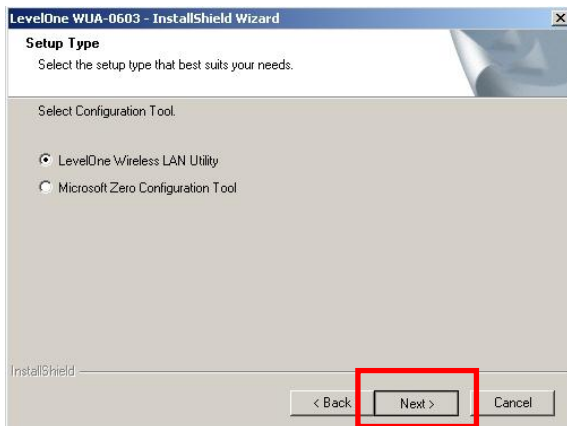 LevelOne WUA-0603 - InstallShield Wizard
Setup Type
Select the setup type that best suits your needs.
Select Configuration Tool.
LevelOne Wireless LAN Utility
Microsoft Zero Configuration Tool
InstallShield
< Back Next > Cancel